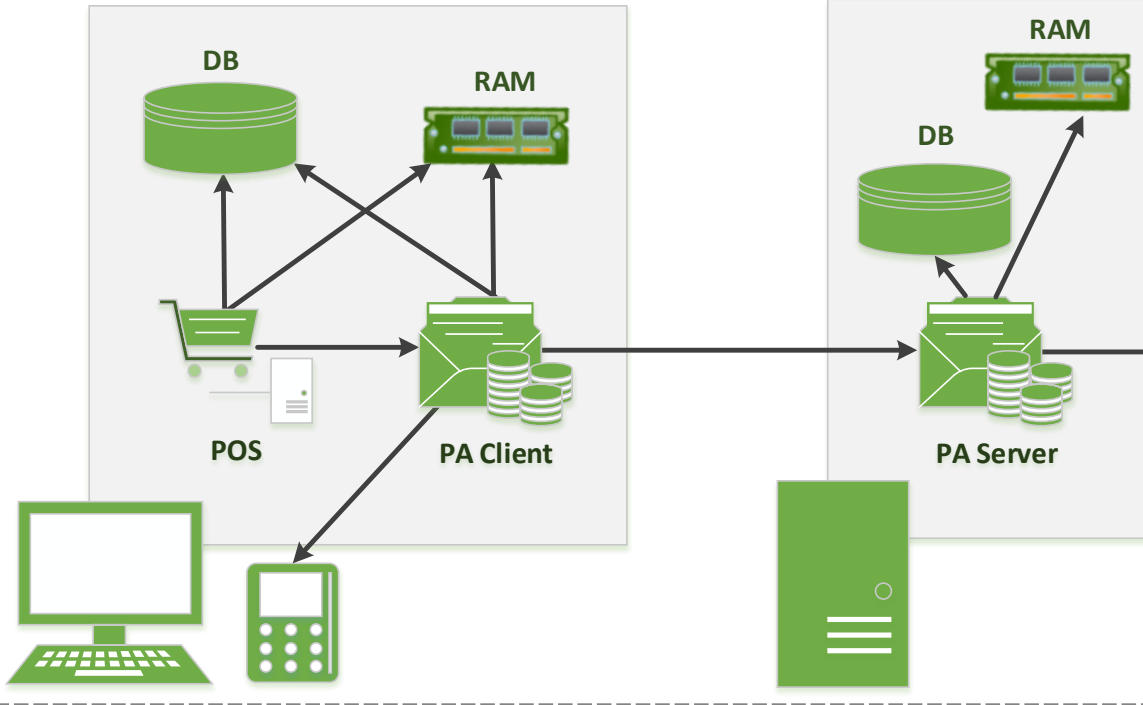 DB
RAM
POS
PA Client
RAM
DB
PA Server